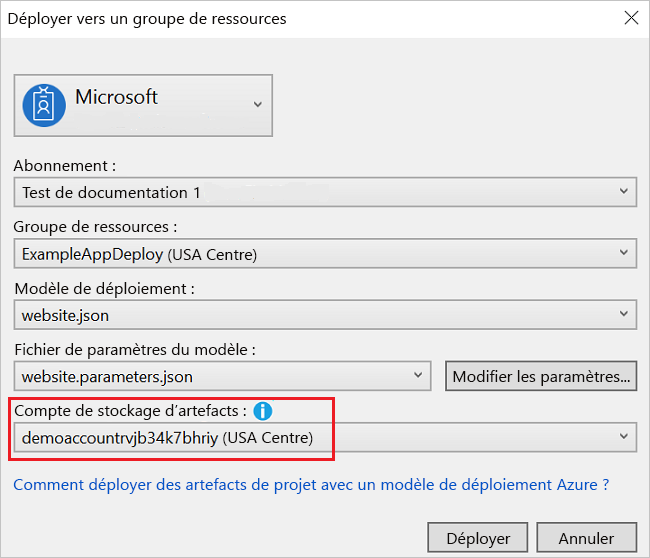 Déployer vers un groupe de ressources
Microsoft
Abonnement :
Test de documentation 1
Groupe de ressources :
ExampleAppDeploy (USA Centre)
Modèle de déploiement :
website.json
Fichier de paramètres du modèle :
website.parameters.json
Modifier les paramètres...
Compte de stockage d'artefacts :
demoaccountrvjb34k7bhriy (USA Centre)
Comment déployer des artefacts de projet avec un modèle de déploiement Azure ?
Déployer
Annuler